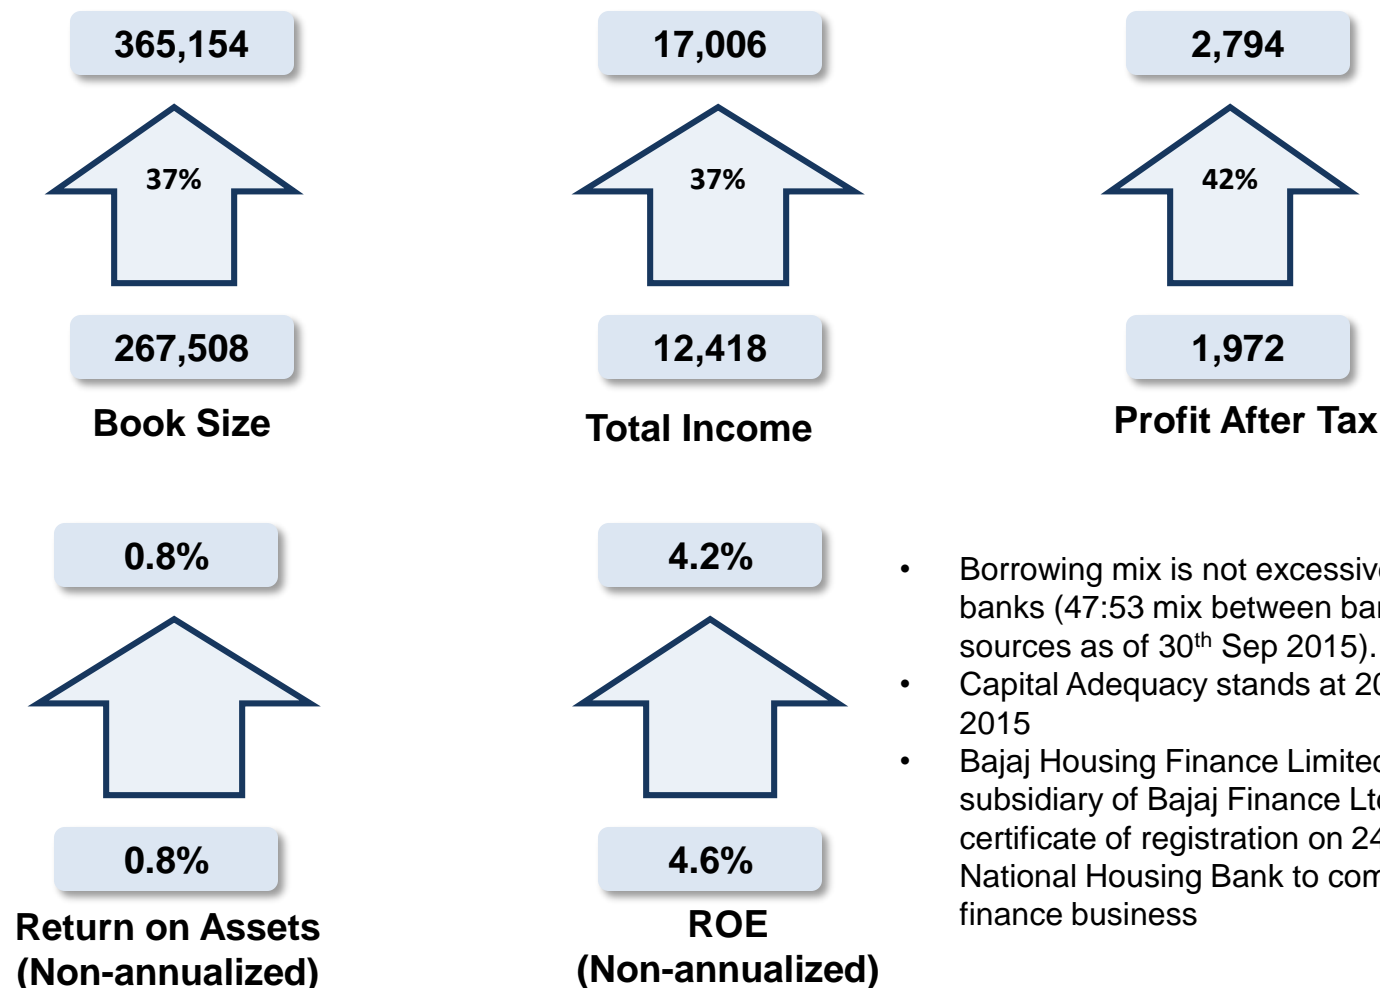 365,154
17,006
2,794
37%
37%
42%
267,508
12,418
1,972
Book Size
Total Income
Profit After Tax
0.8%
4.2%
0.8%
4.6%
Return on Assets
(Non-annualized)
ROE
(Non-annualized)
• Borrowing mix is not
banks (47:53 mix between
sources as of 30th Sep 2015).
• Capital Adequacy stands at
2015
• Bajaj Housing Finance
subsidiary of Bajaj Finance
certificate of registration on
National Housing Bank to
finance business